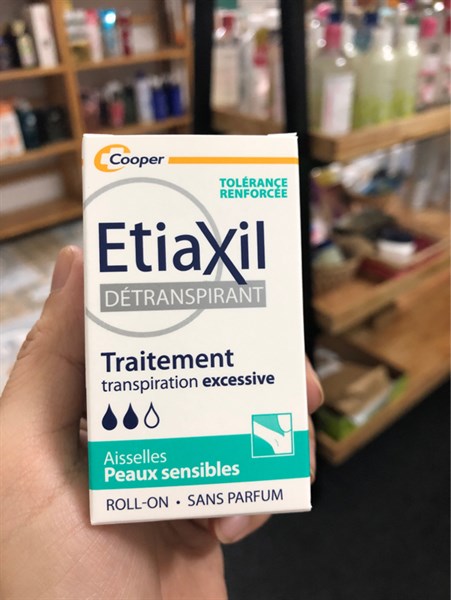 Cooper
TOLÉRANCE
RENFORCÉE
EtiaXil
DÉTRANSPIRANT
Traitement
transpiration excessive
Aisselles
Peaux sensibles
ROLL-ON • SANS PARFUM